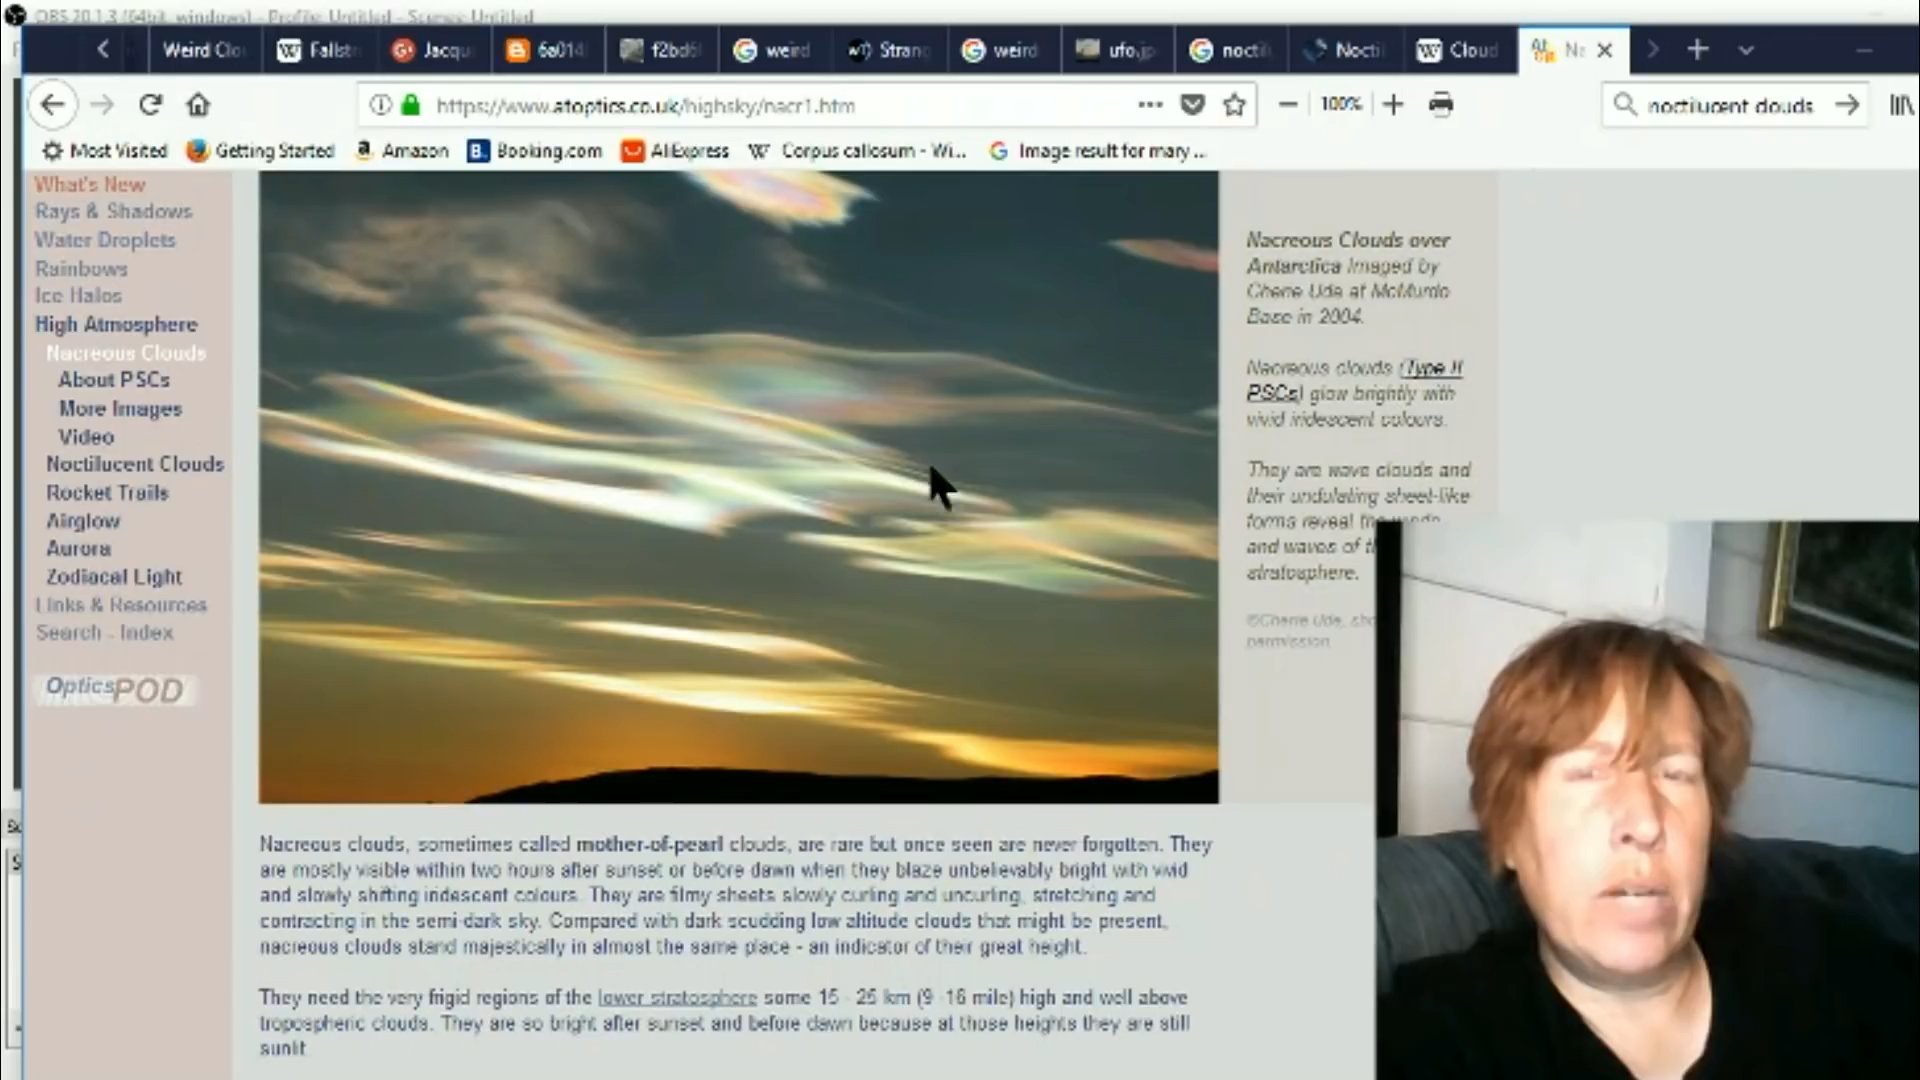 OBS 20.1.3 (64bit, windows) - Profile: Untitled - Scenes: Untitled
Weird Clo
Fallstr
Jacqu
6a014
f2bd6
weird
Strang
weird
ufo.jp
noctil
Nocti
Cloud
Na
https://www.atoptics.co.uk/highsky/nacr1.htm
100%
noctilucent clouds
Most Visited
Getting Started
Amazon
Booking.com
AliExpress
Corpus callosum - Wi...
Image result for mary ...
What's New
Rays & Shadows
Water Droplets
Rainbows
Ice Halos
High Atmosphere
Nacreous Clouds
About PSCs
More Images
Video
Noctilucent Clouds
Rocket Trails
Airglow
Aurora
Zodiacal Light
Links & Resources
Search - Index
OpticsPOD
Nacreous Clouds over
Antarctica Imaged by
Cherie Ude at McMurdo
Base in 2004.
Nacreous clouds (Type II
PSCs) glow brightly with
vivid iridescent colours.
They are wave clouds and
their undulating sheet-like
forms reveal the winds
and waves of t
stratosphere.
©Cherie Ude, sho
permission
Nacreous clouds, sometimes called mother-of-pearl clouds, are rare but once seen are never forgotten. They
are mostly visible within two hours after sunset or before dawn when they blaze unbelievably bright with vivid
and slowly shifting iridescent colours. They are filmy sheets slowly curling and uncurling, stretching and
contracting in the semi-dark sky. Compared with dark scudding low altitude clouds that might be present,
nacreous clouds stand majestically in almost the same place - an indicator of their great height.
They need the very frigid regions of the lower stratosphere some 15 - 25 km (9 -16 mile) high and well above
tropospheric clouds. They are so bright after sunset and before dawn because at those heights they are still
sunlit